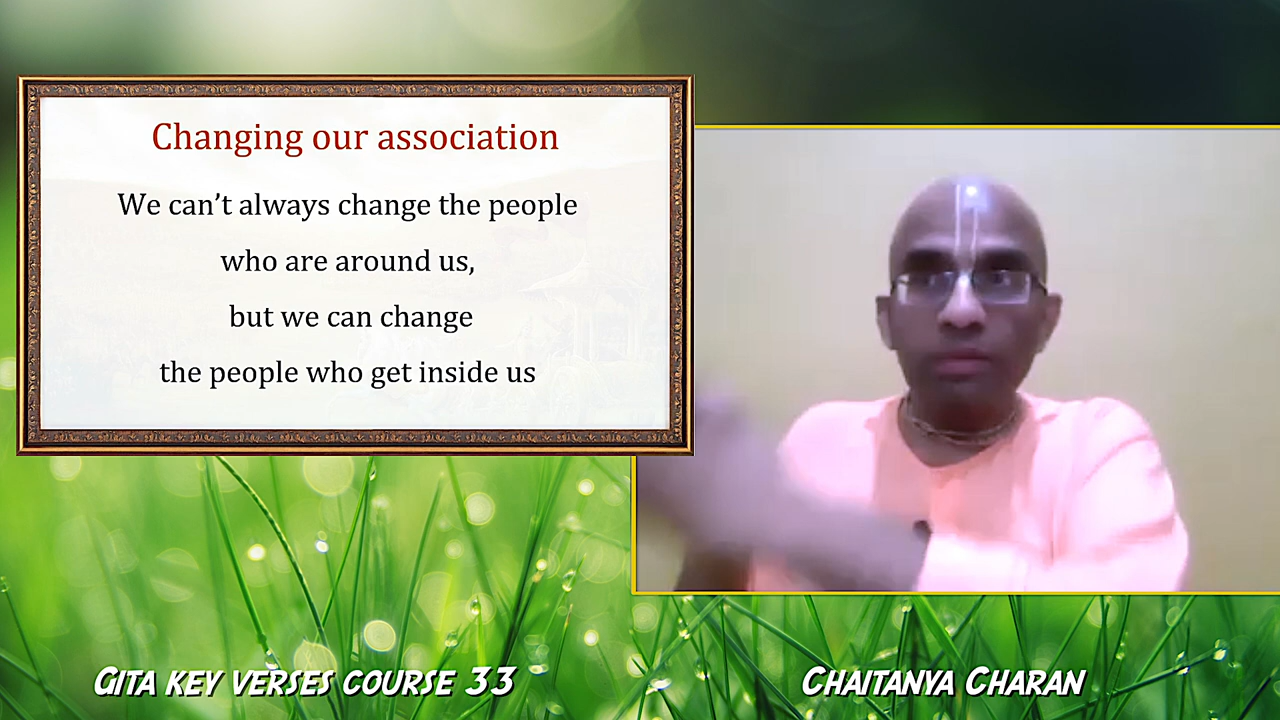 Changing our association
We can't always change the people
who are around us,
but we can change
the people who get inside us
GITA KEY VERSES COURSE 33
CHAITANYA CHARAN